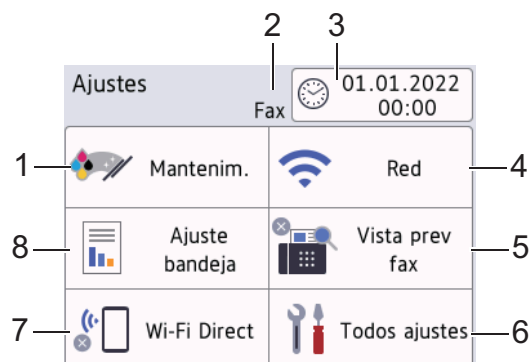 2 3
Ajustes
Fax
01.01.2022
00:00
1 Mantenim. Red 4
8 Ajuste
bandeja
Vista prev
fax
5
7 Wi-Fi Direct Todos ajustes 6